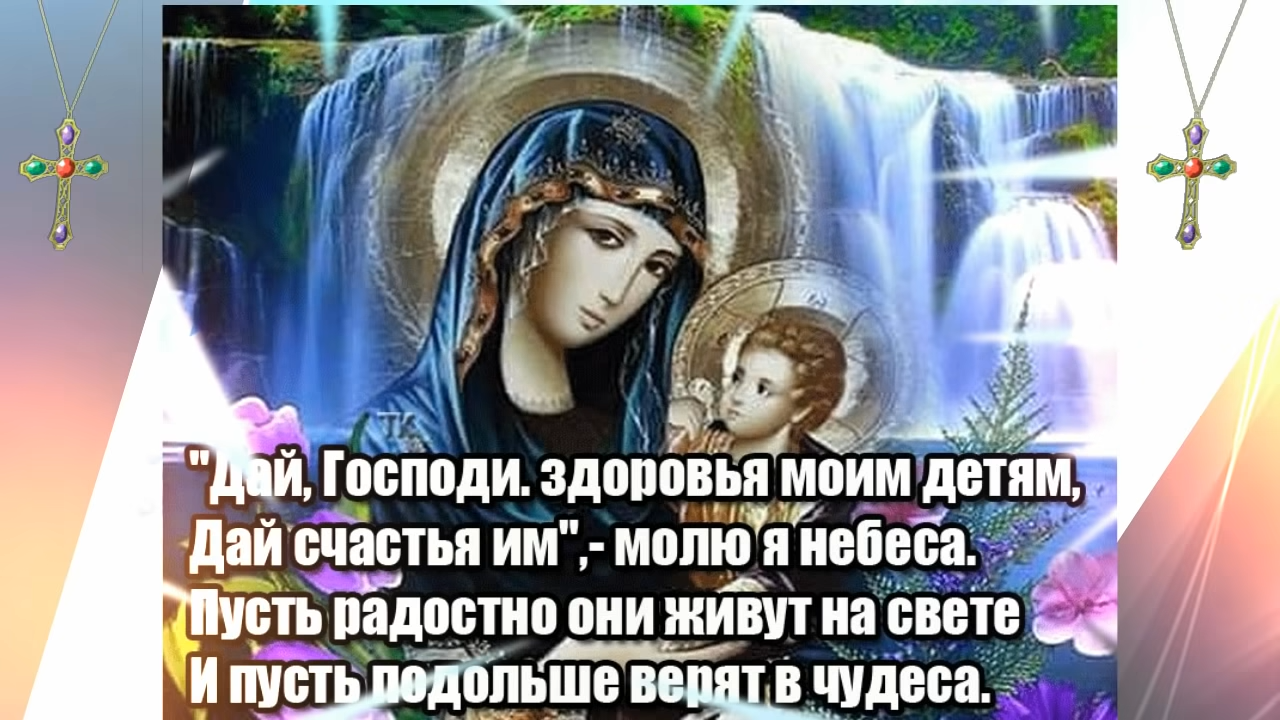 ТК
"Дай, Господи. здоровья моим детям,
Дай счастья им",- молю я небеса.
Пусть радостно они живут на свете
И пусть подольше верят в чудеса.